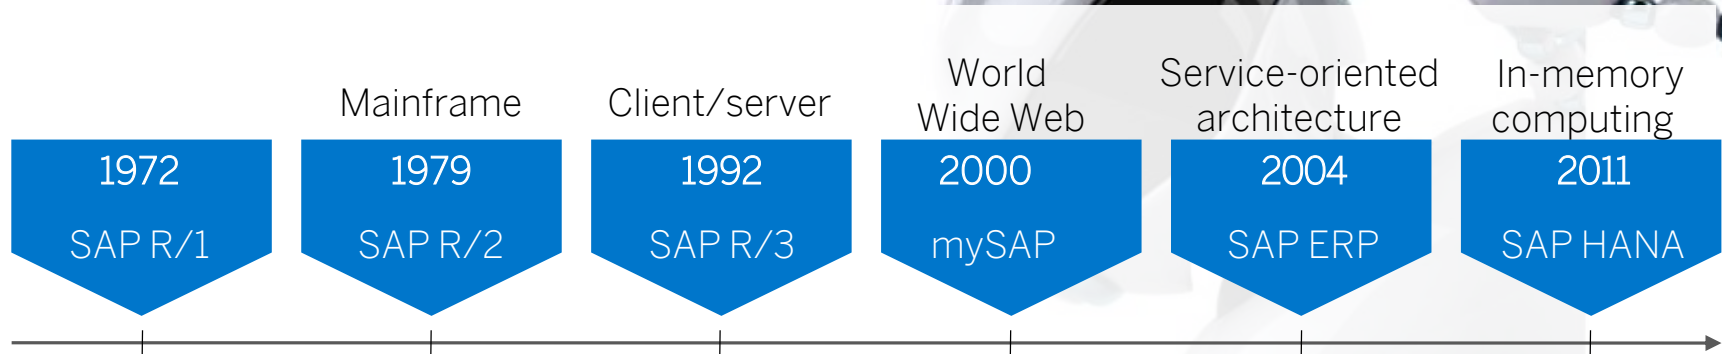 Mainframe
Client/server
World
Wide Web
Service-oriented
architecture
In-memory
computing
1972
SAP R/1
1979
SAP R/2
1992
SAP R/3
2000
mySAP
2004
SAP ERP
2011
SAP HANA